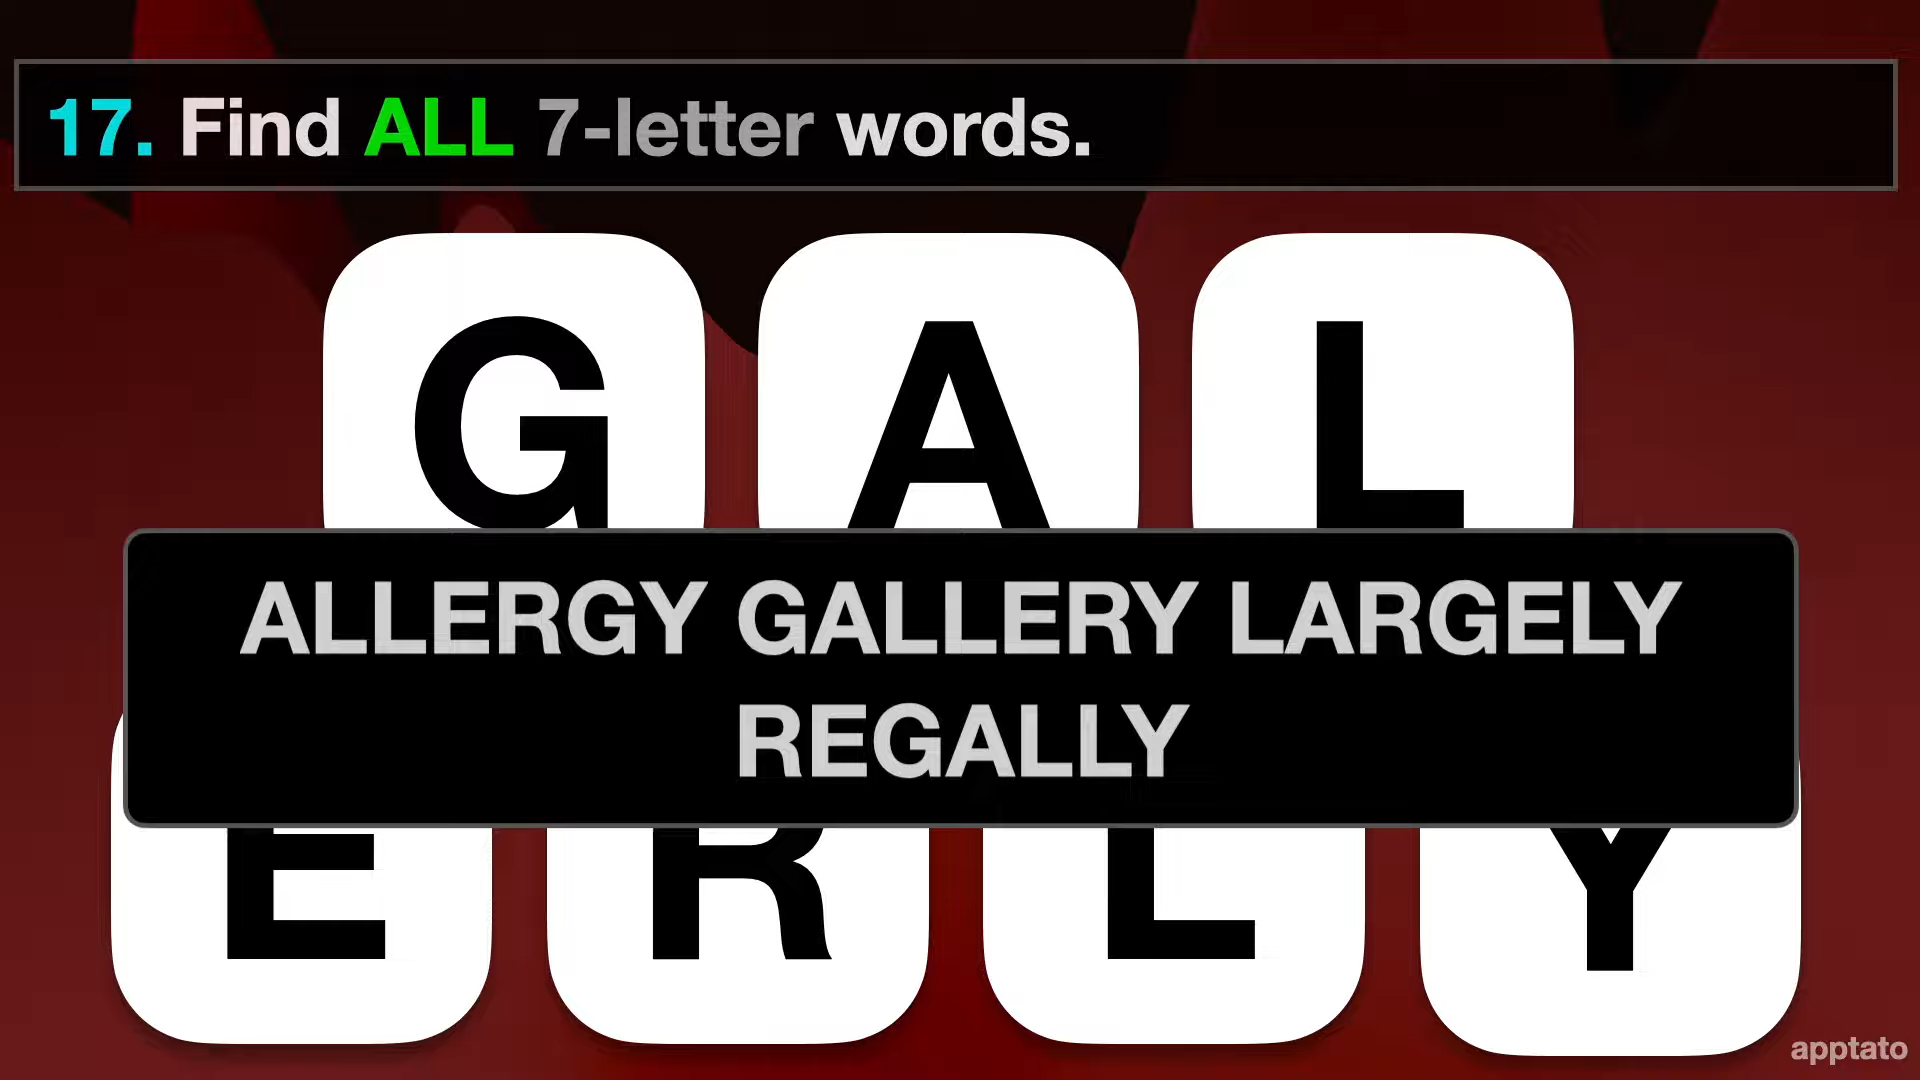 17. Find ALL 7-letter words.
G A L
ALLERGY GALLERY LARGELY
REGALLY
E R L Y
apptato